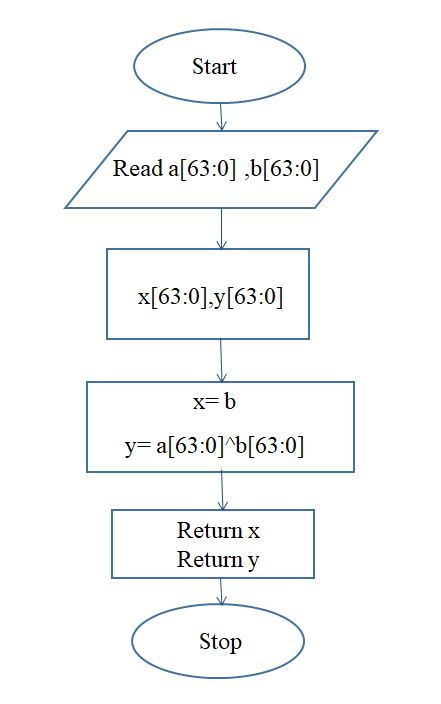 Start
Read a[63:0] ,b[63:0]
x[63:0],y[63:0]
x= b
y= a[63:0]^b[63:0]
Return x
Return y
Stop